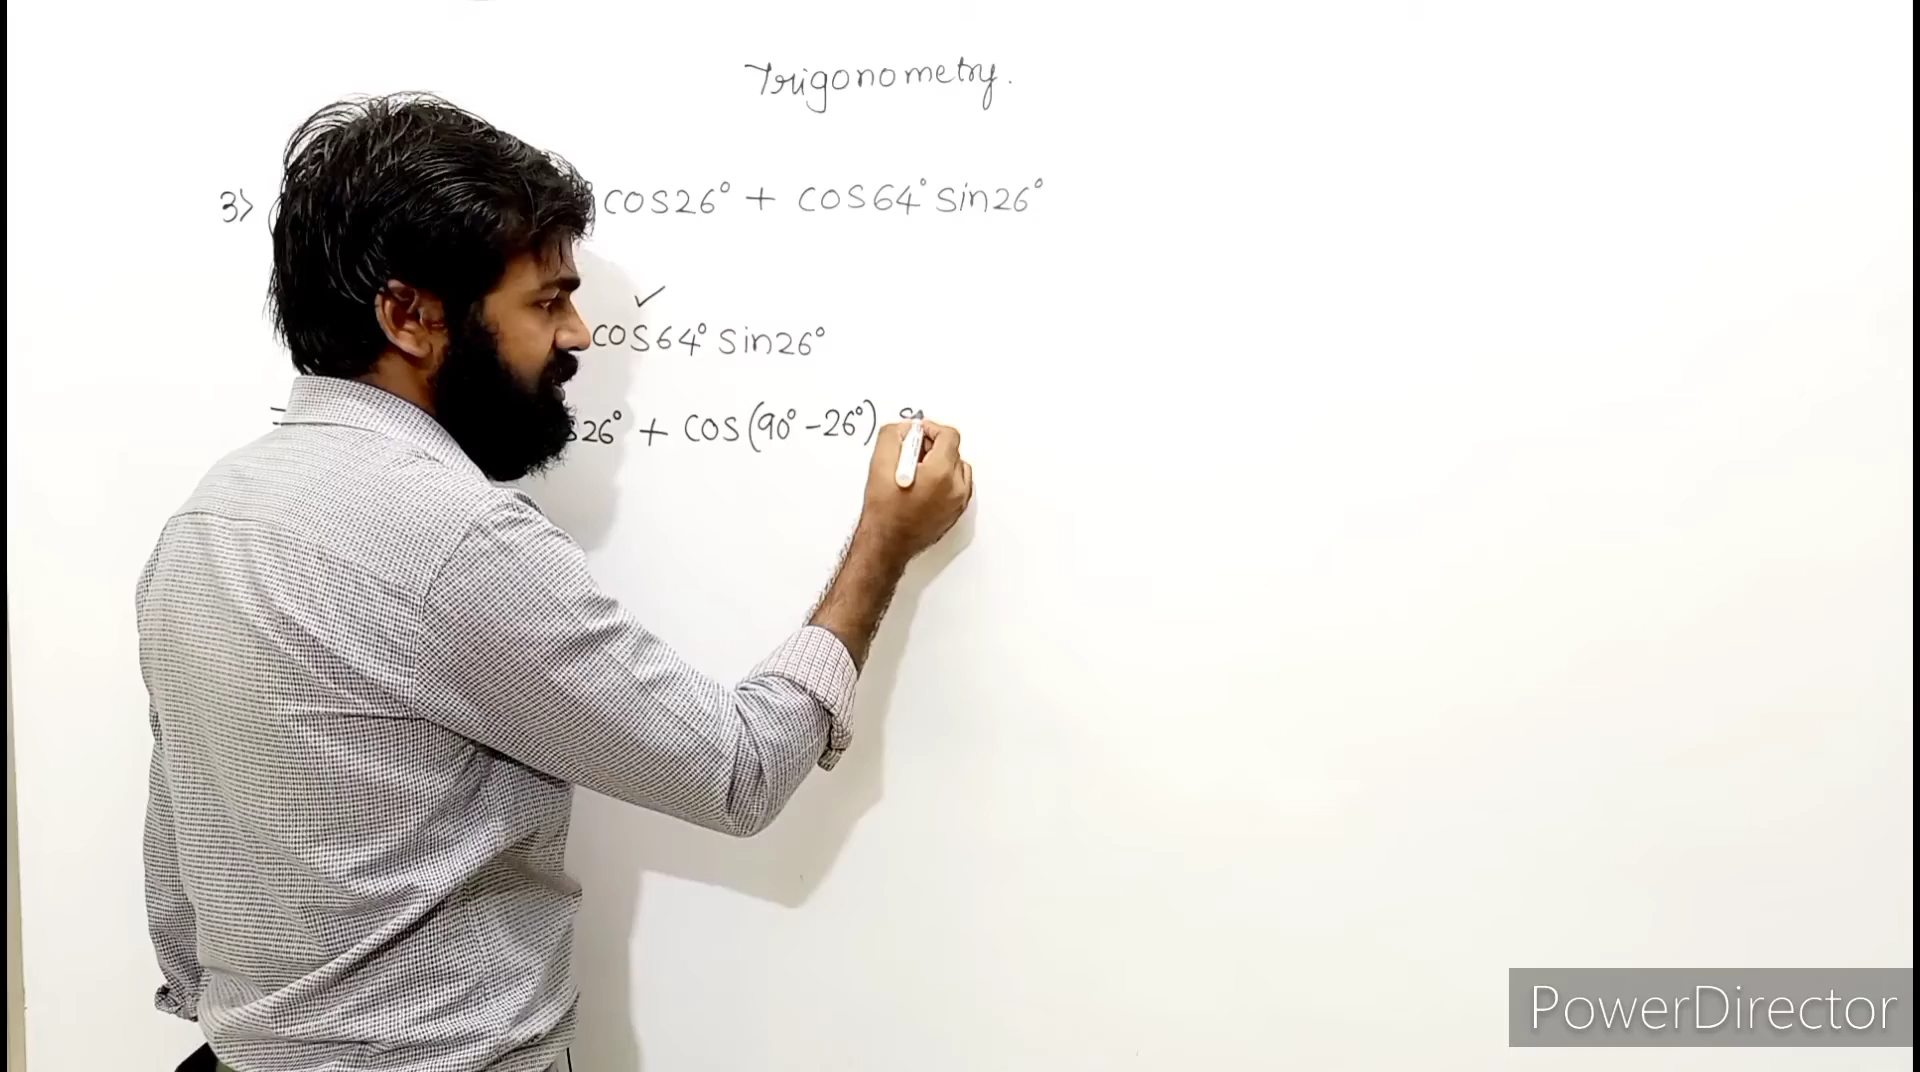 Trigonometry.
3) cos26° + cos64° sin26°
cos64° sin26°
= 26° + cos(90° - 26°)
PowerDirector